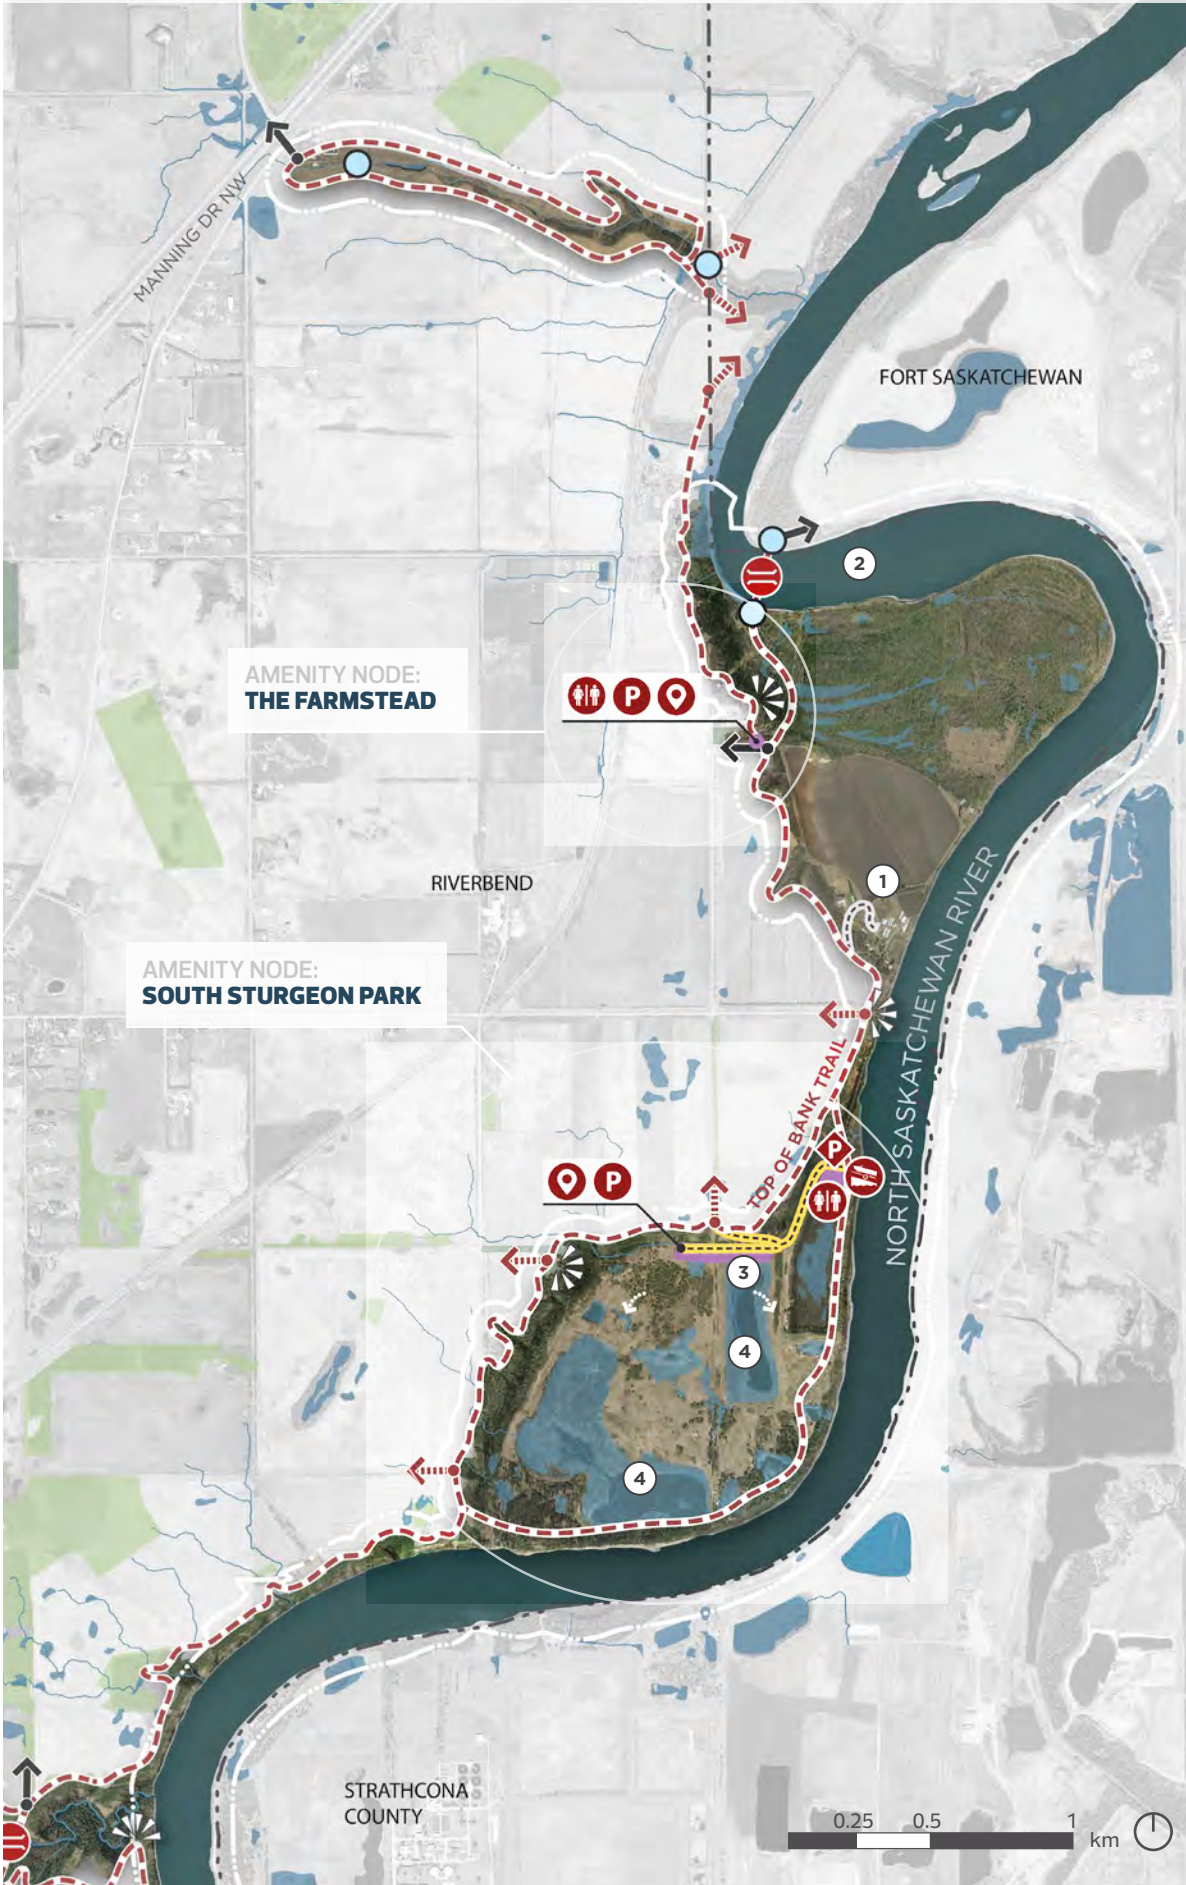 MANNING DR NW
FORT SASKATCHEWAN
2
AMENITY NODE:
THE FARMSTEAD
P
RIVERBEND
1
AMENITY NODE:
SOUTH STURGEON PARK
NORTH SASKATCHEWAN RIVER
TOP OF BANK TRAIL
P
P
3
4
4
STRATHCONA
COUNTY
0.25 0.5 1
km